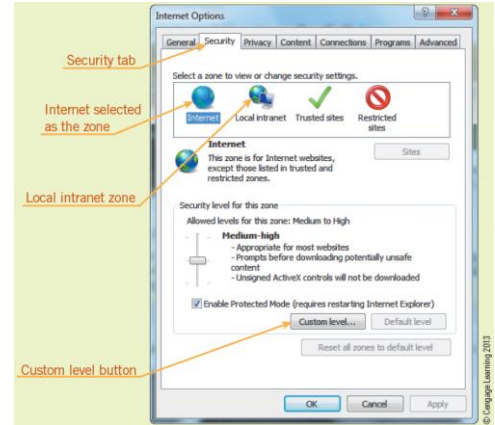 Internet Options
General Security Privacy Content Connections Programs Advanced
Security tab
Select a zone to view or change security settings.
Internet selected
as the zone
Internet Local intranet Trusted sites Restricted
sites
Internet
This zone is for Internet websites,
except those listed in trusted and
restricted zones.
Sites
Local intranet zone
Security level for this zone
Allowed levels for this zone: Medium to High
Medium-high
- Appropriate for most websites
- Prompts before downloading potentially unsafe
content
- Unsigned ActiveX controls will not be downloaded
Enable Protected Mode (requires restarting Internet Explorer)
Custom level... Default level
Reset all zones to default level
Custom level button
OK Cancel Apply
© Cengage Learning 2013